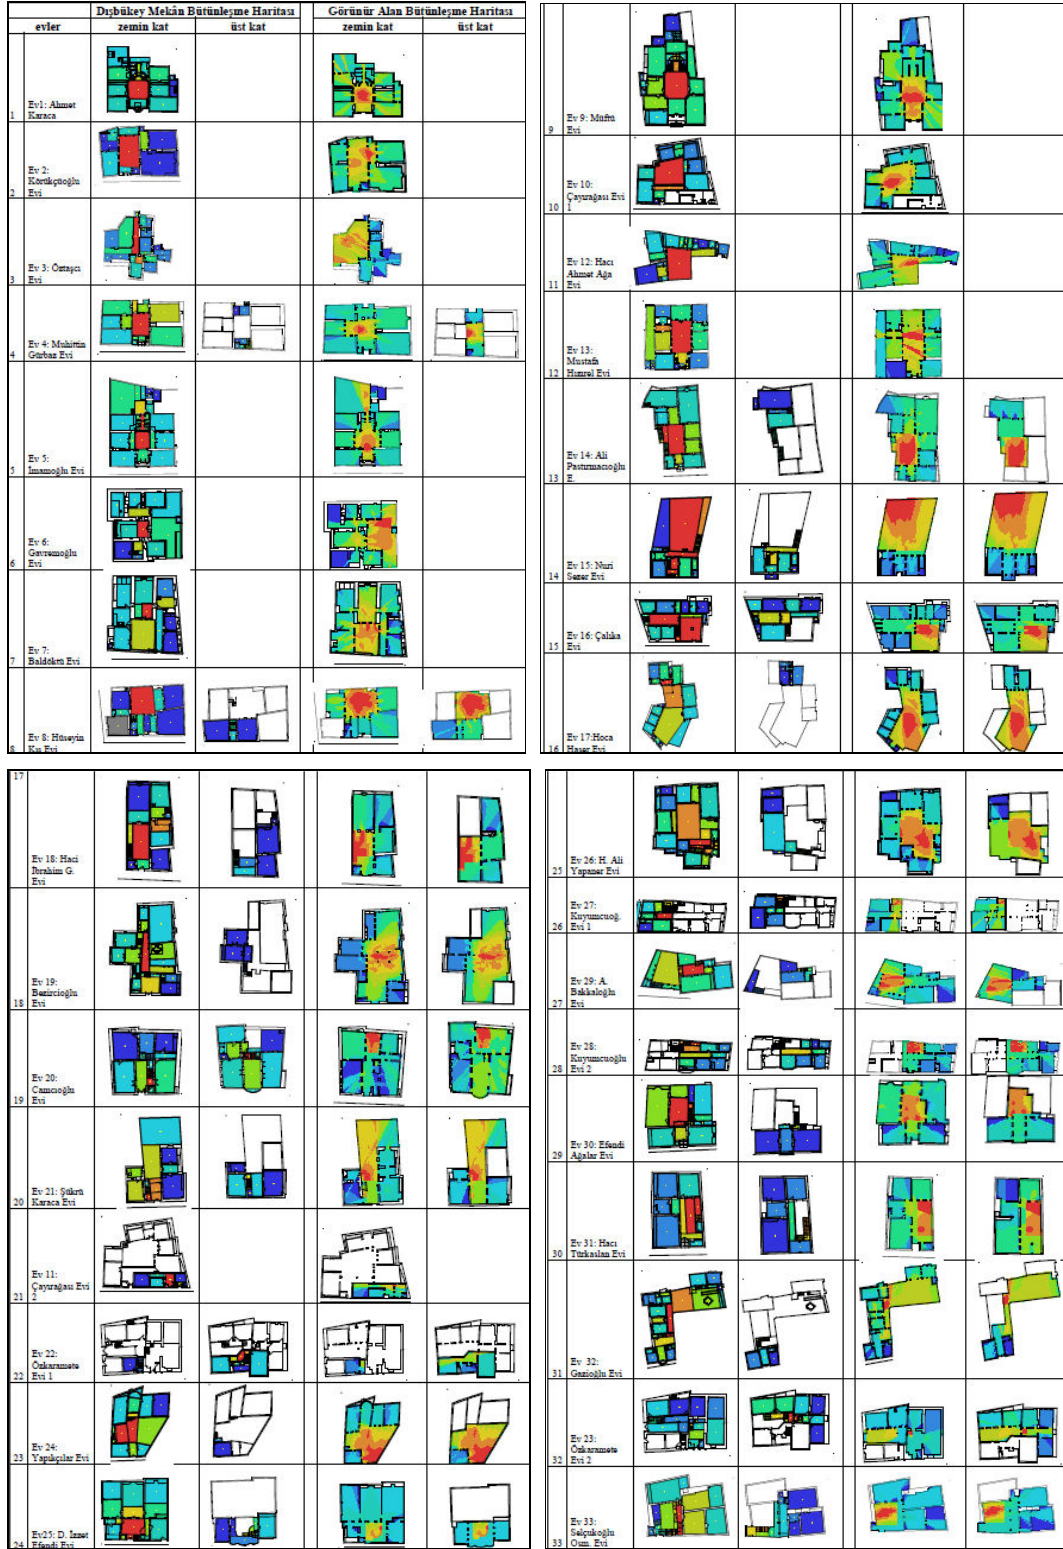 Dışbükey Mekân Bütünleşme Haritası
Görünür Alan Bütünleşme Haritası
evler
zemin kat
üst kat
zemin kat
üst kat
1
Ev1: Ahmet
Karaca
2
Ev 2:
Körükçüoğlu
Evi
3
Ev 3: Öztaşcı
Evi
4
Ev 4: Muhittin
Gürbaz Evi
5
Ev 5:
İmamoğlu Evi
6
Ev 6:
Gavremoğlu
Evi
7
Ev 7:
Baldöktü Evi
8
Ev 8: Hüseyin
Kış Evi
9
Ev 9: Müftü
Evi
10
Ev 10:
Çayırağası Evi
1
11
Ev 12: Hacı
Ahmet Ağa
Evi
12
Ev 13:
Mustafa
Hızırel Evi
13
Ev 14: Ali
Pastırmacıoğlu
E.
14
Ev 15: Nuri
Sezer Evi
15
Ev 16: Çalıka
Evi
16
Ev 17:Hoca
Haser Evi
17
Ev 18: Haci
İbrahim G.
Evi
18
Ev 19:
Bezircioğlu
Evi
19
Ev 20:
Camcıoğlu
Evi
20
Ev 21: Şükrü
Karaca Evi
21
Ev 11:
Çayırağası Evi
2
22
Ev 22:
Özkaramete
Evi 1
23
Ev 24:
Yapıkçılar Evi
24
Ev25: D. İzzet
Efendi Evi
25
Ev 26: H. Ali
Yapaner Evi
26
Ev 27:
Kuyumcuoğ.
Evi 1
27
Ev 29: A.
Bakkaloğlu
Evi
28
Ev 28:
Kuyumcuoğlu
Evi 2
29
Ev 30: Efendi
Ağalar Evi
30
Ev 31: Hacı
Türkaslan Evi
31
Ev 32:
Gazioğlu Evi
32
Ev 23:
Özkaramete
Evi 2
33
Ev 33:
Selçukoğlu
Osm. Evi